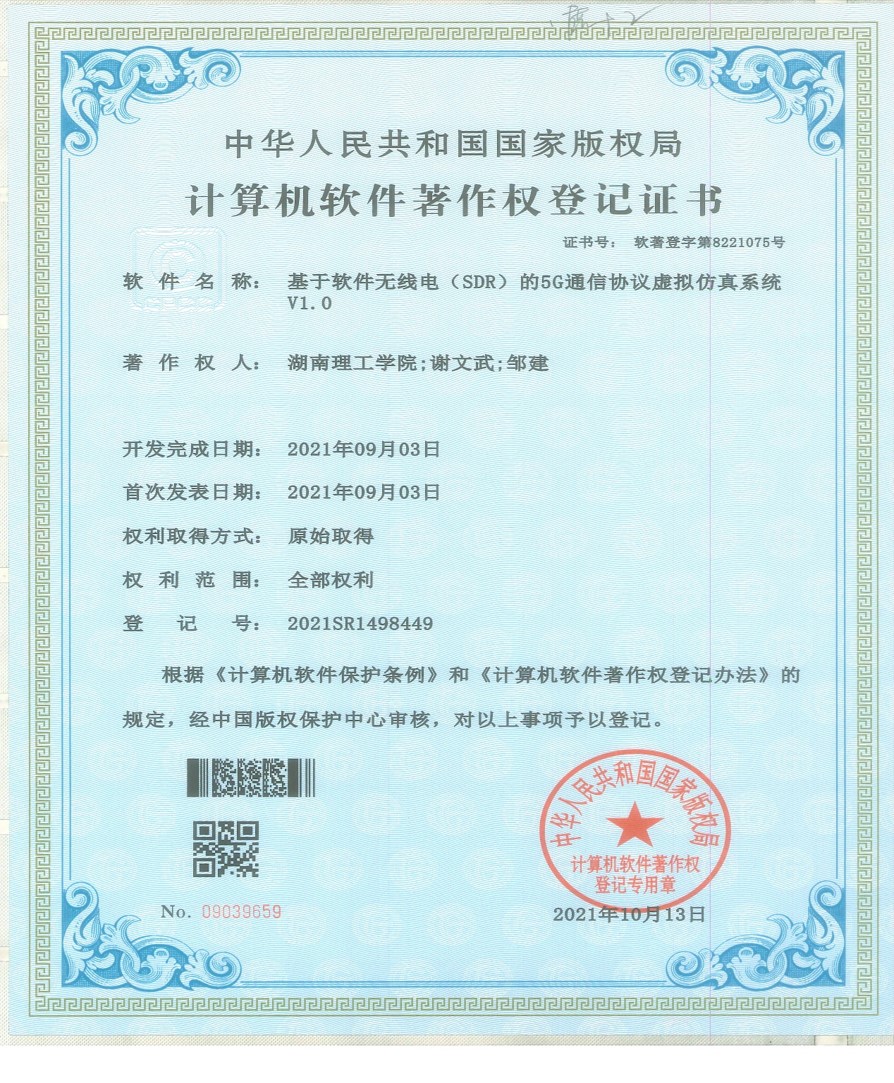 中华人民共和国国家版权局
计算机软件著作权登记证书
证书号： 软著登字第8221075号
软件名称： 基于软件无线电（SDR）的5G通信协议虚拟仿真系统
V1.0
著作权人： 湖南理工学院;谢文武;邹建
开发完成日期： 2021年09月03日
首次发表日期： 2021年09月03日
权利取得方式： 原始取得
权利范围： 全部权利
登记号： 2021SR1498449
根据《计算机软件保护条例》和《计算机软件著作权登记办法》的
规定，经中国版权保护中心审核，对以上事项予以登记。
中华人民共和国国家版权局
计算机软件著作权
登记专用章
No. 09039659
2021年10月13日